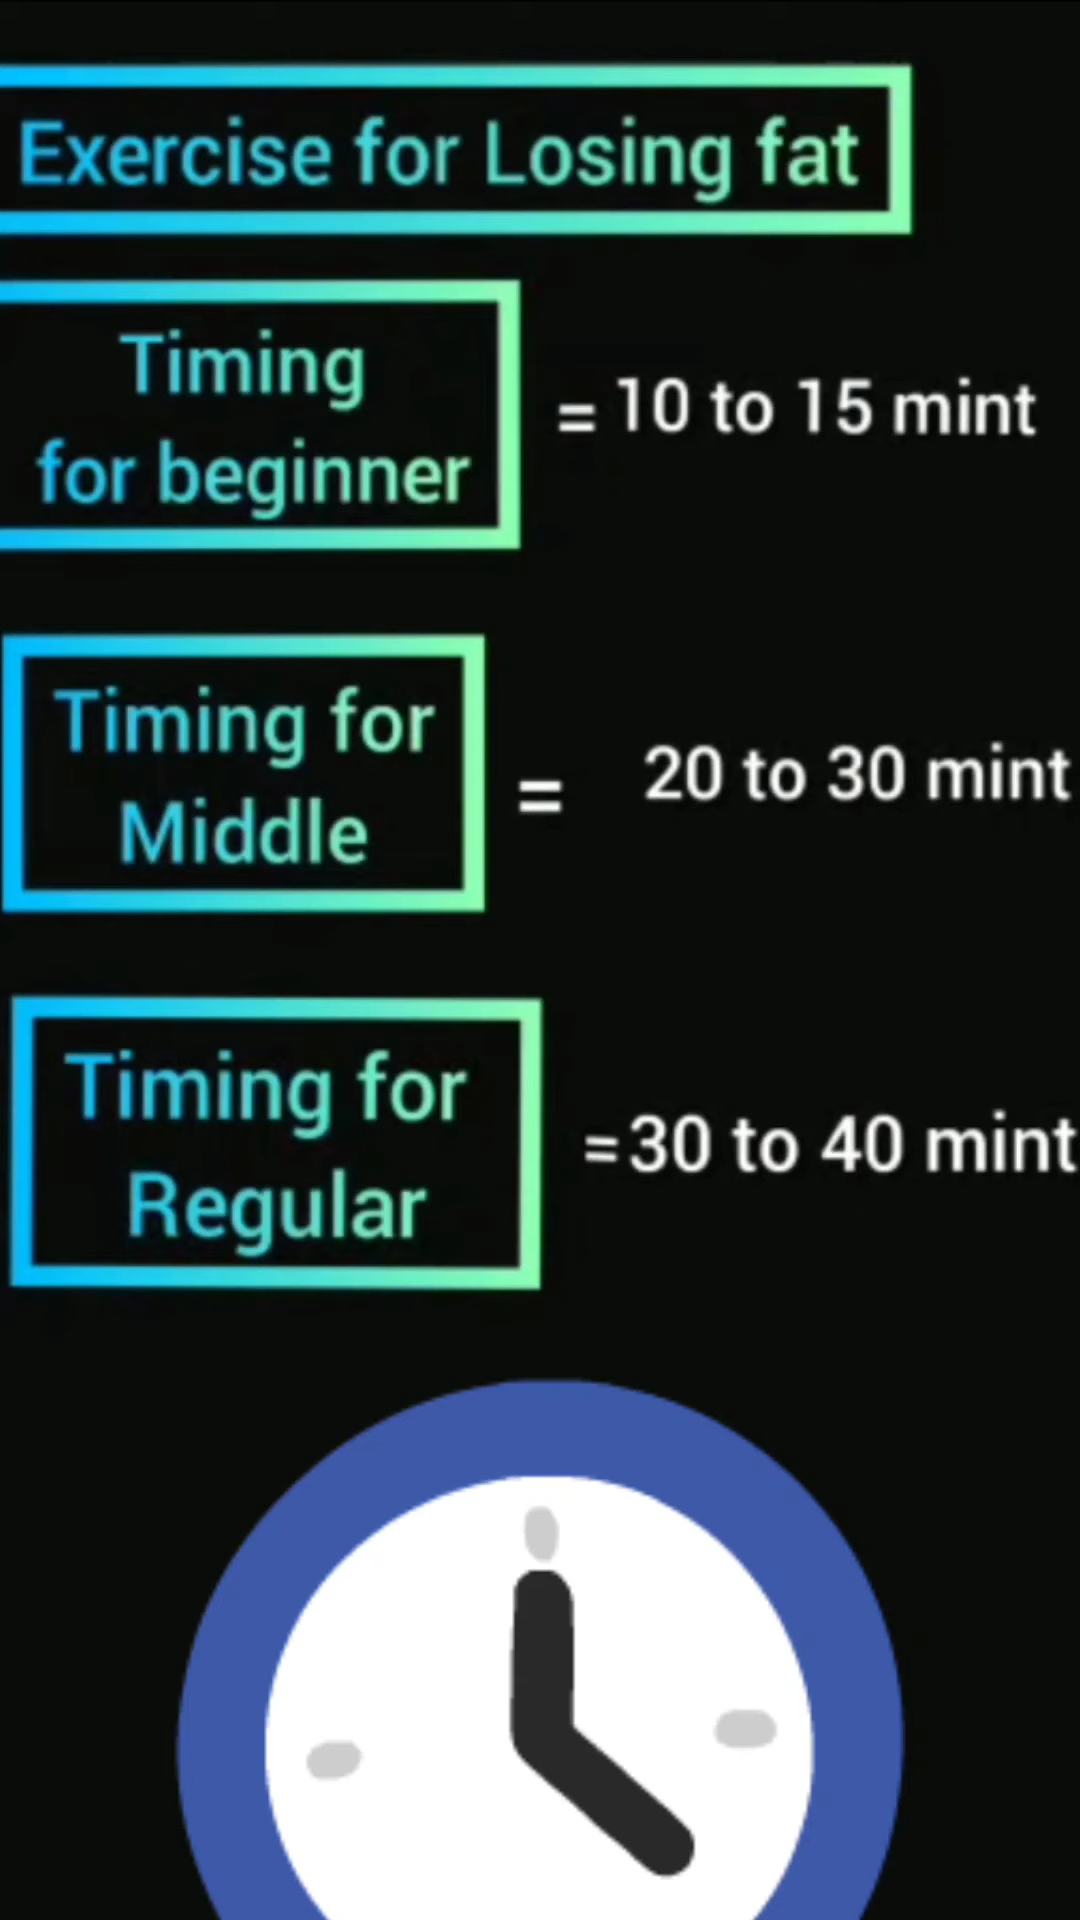 Exercise for Losing fat
Timing
for beginner
= 10 to 15 mint
Timing for
Middle
= 20 to 30 mint
Timing for
Regular
=30 to 40 mint